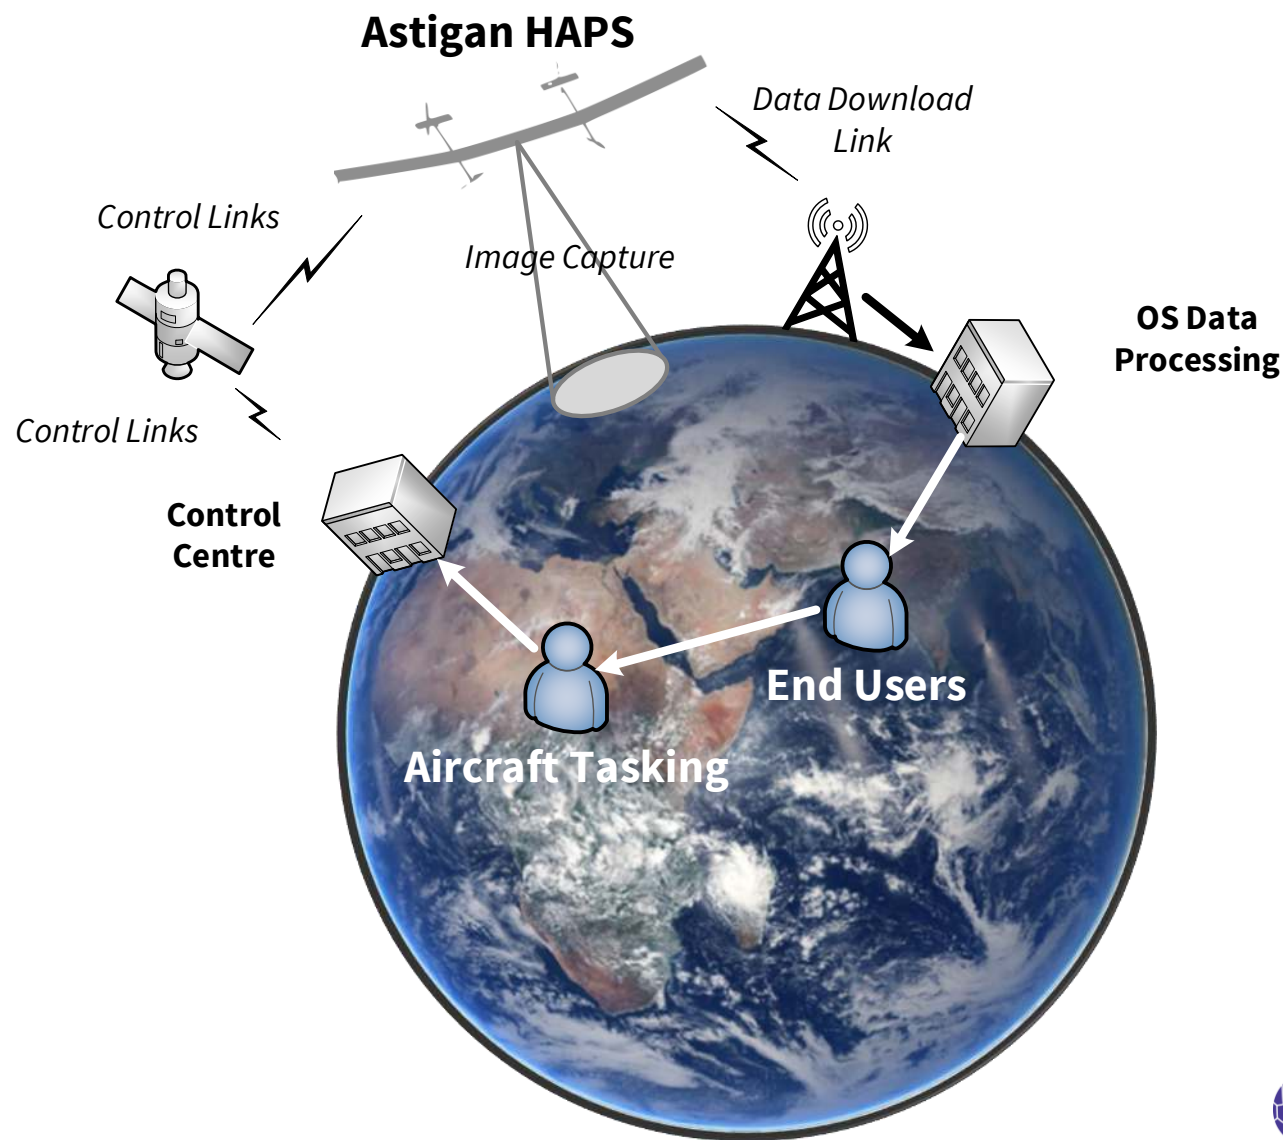 Astigan HAPS
Data Download
Link
Control Links
Image Capture
OS Data
Processing
Control Links
Control
Centre
End Users
Aircraft Tasking